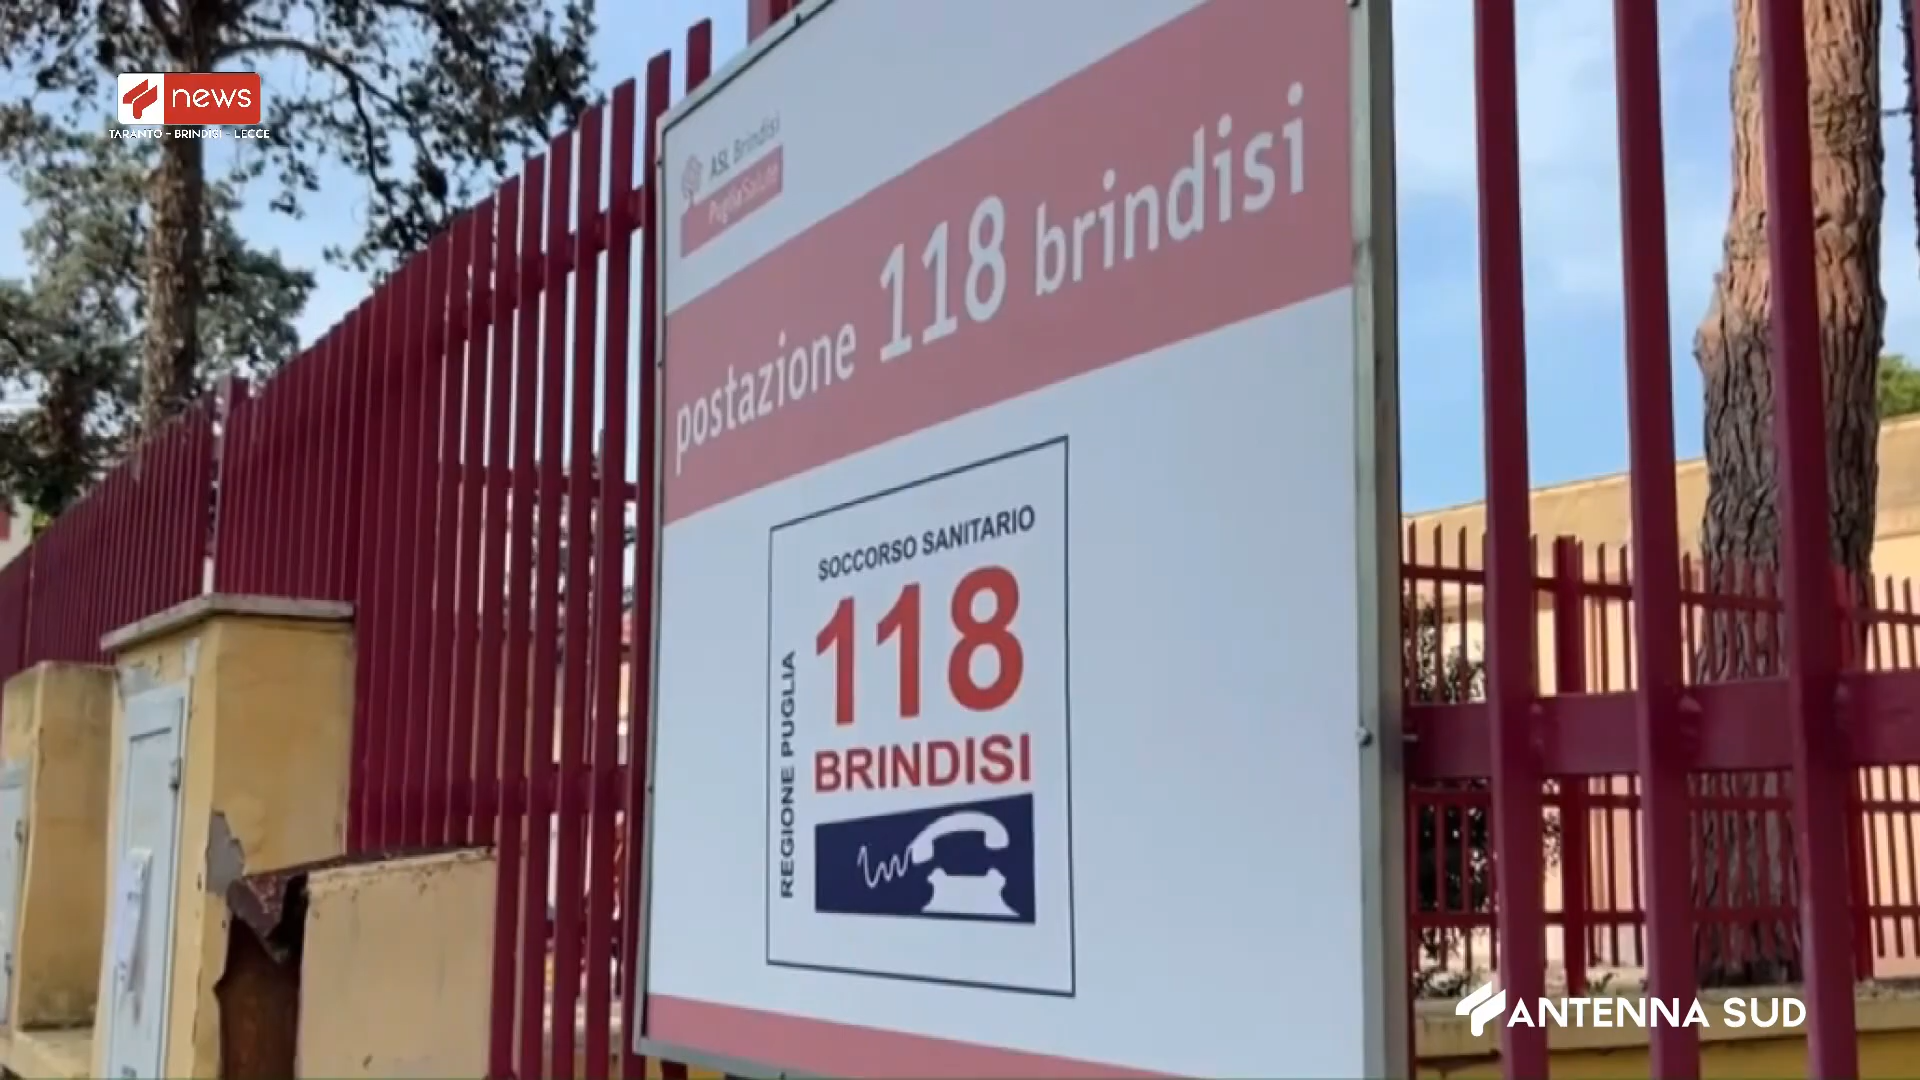 news
TARANTO - BRINDISI - LECCE
ASL Brindisi
PugliaSalute
postazione 118 brindisi
SOCCORSO SANITARIO
118
BRINDISI
REGIONE PUGLIA
ANTENNA SUD